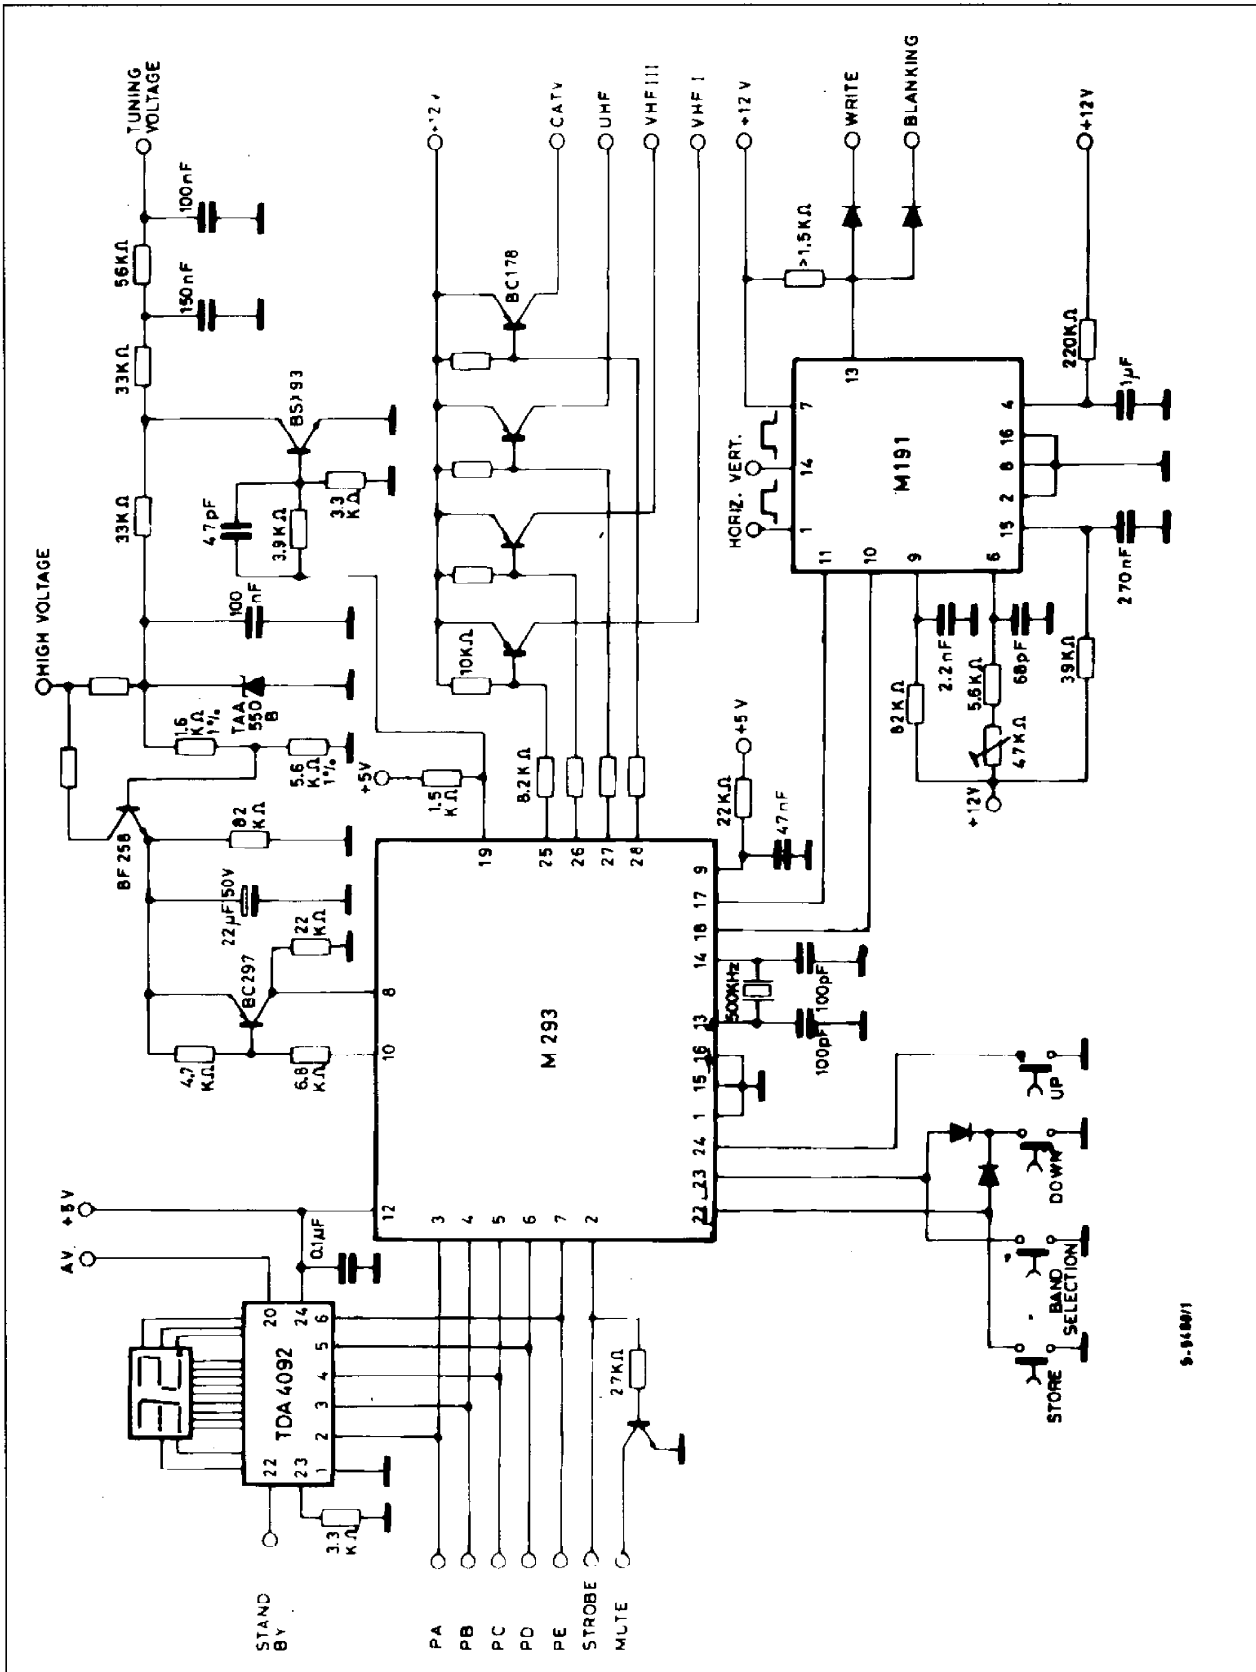 TUNING
VOLTAGE
100nF
56KΩ
150nF
33KΩ
33KΩ
47pF
3.9KΩ
3.3
KΩ
HIGH VOLTAGE
100
nF
TAA
550
B
1.6
KΩ
1%
5.6
KΩ
1%
BF 258
82
KΩ
22µF 50V
22
KΩ
BC297
4.7
KΩ
6.8
KΩ
+12V
CATV
UHF
VHF III
VHF I
BC178
10KΩ
8.2KΩ
+5V
1.5
KΩ
+12V
WRITE
BLANKING
>1.5KΩ
HORIZ. VERT.
M191
1
14
7
13
11
10
9
6
15
2
8
16
4
220KΩ
+12V
1µF
270nF
39KΩ
82KΩ
2.2nF
5.6KΩ
68pF
47KΩ
+12V
+5V
22KΩ
47nF
M 293
19
25
26
27
28
8
10
12
3
4
5
6
7
2
22
23
24
1
15
16
13
14
18
17
9
500KHz
100pF
100pF
UP
DOWN
BAND
SELECTION
STORE
AV.
+5V
0.1µF
TDA 4092
20
24
22
23
1
2
3
4
5
6
3.3
KΩ
27KΩ
STAND
BY
PA
PB
PC
PD
PE
STROBE
MUTE